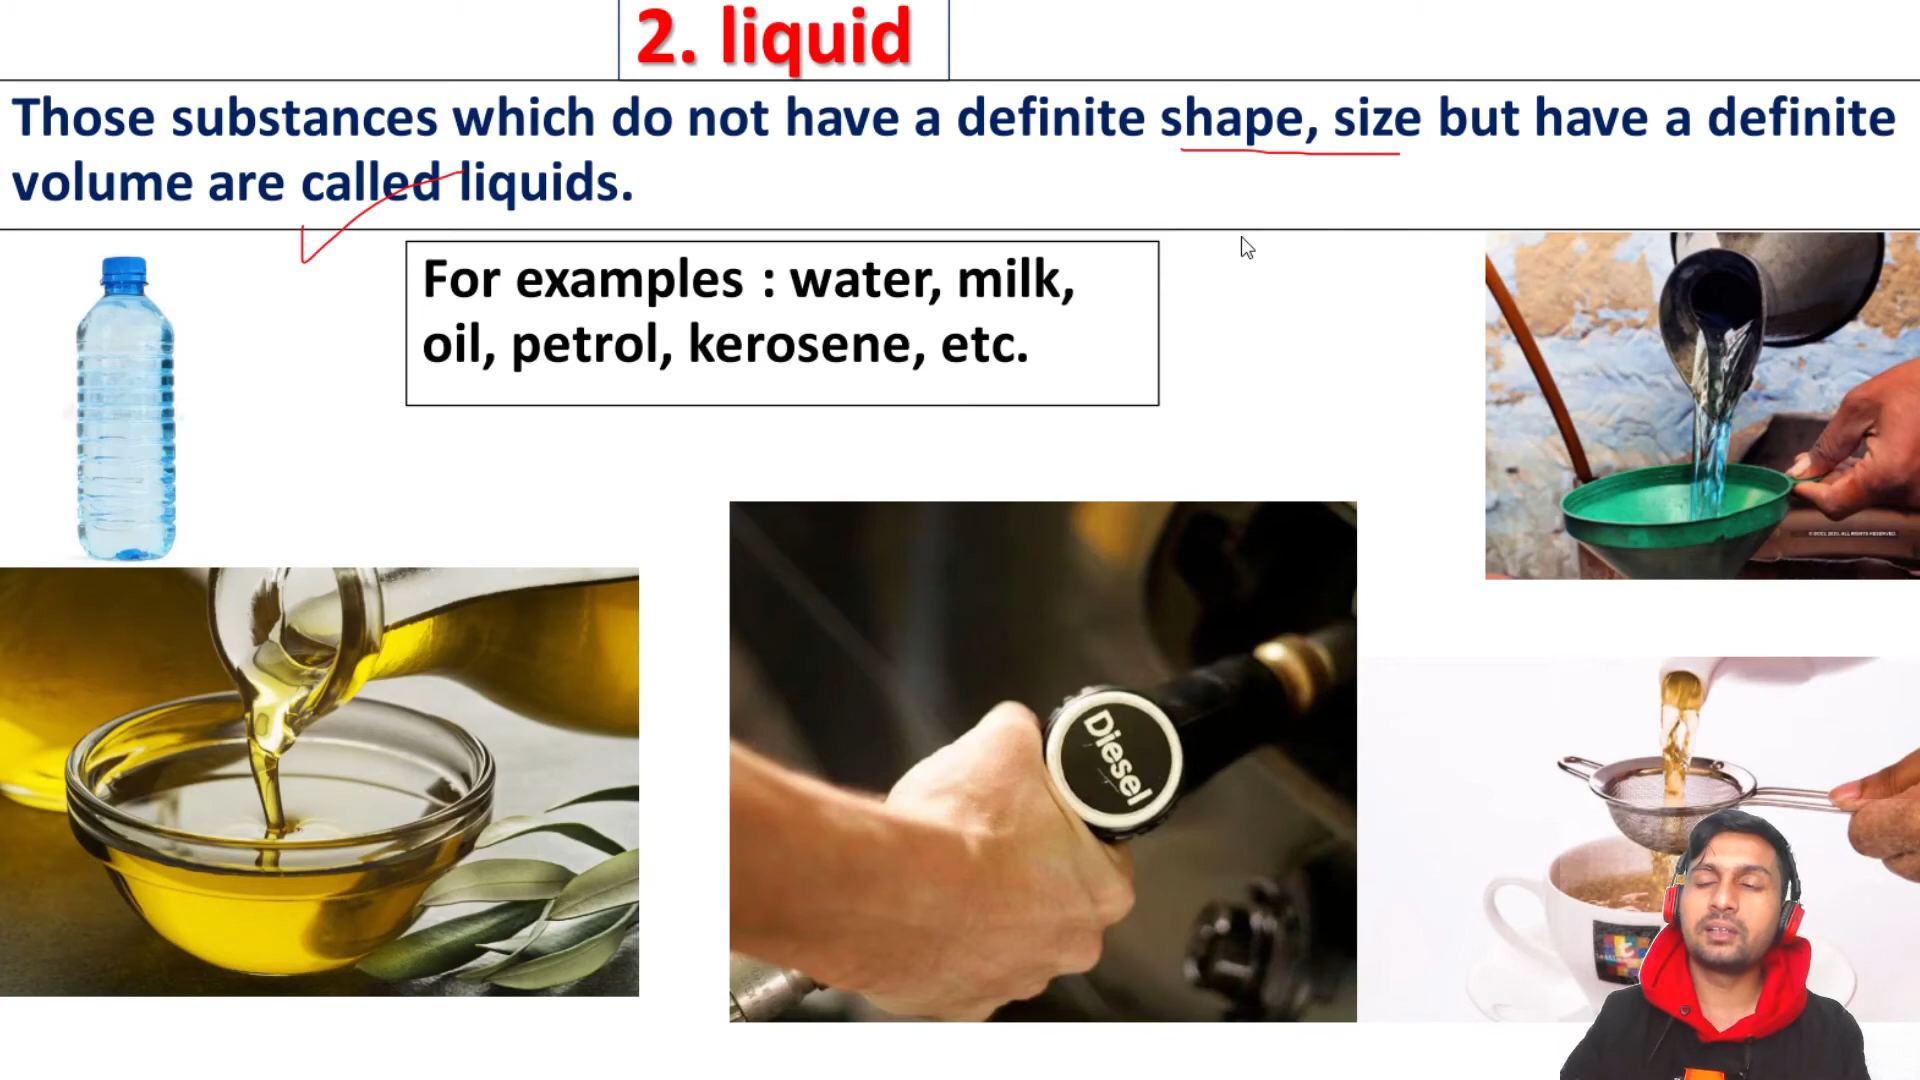 2. liquid
Those substances which do not have a definite shape, size but have a definite
volume are called liquids.
For examples : water, milk,
oil, petrol, kerosene, etc.
Diesel